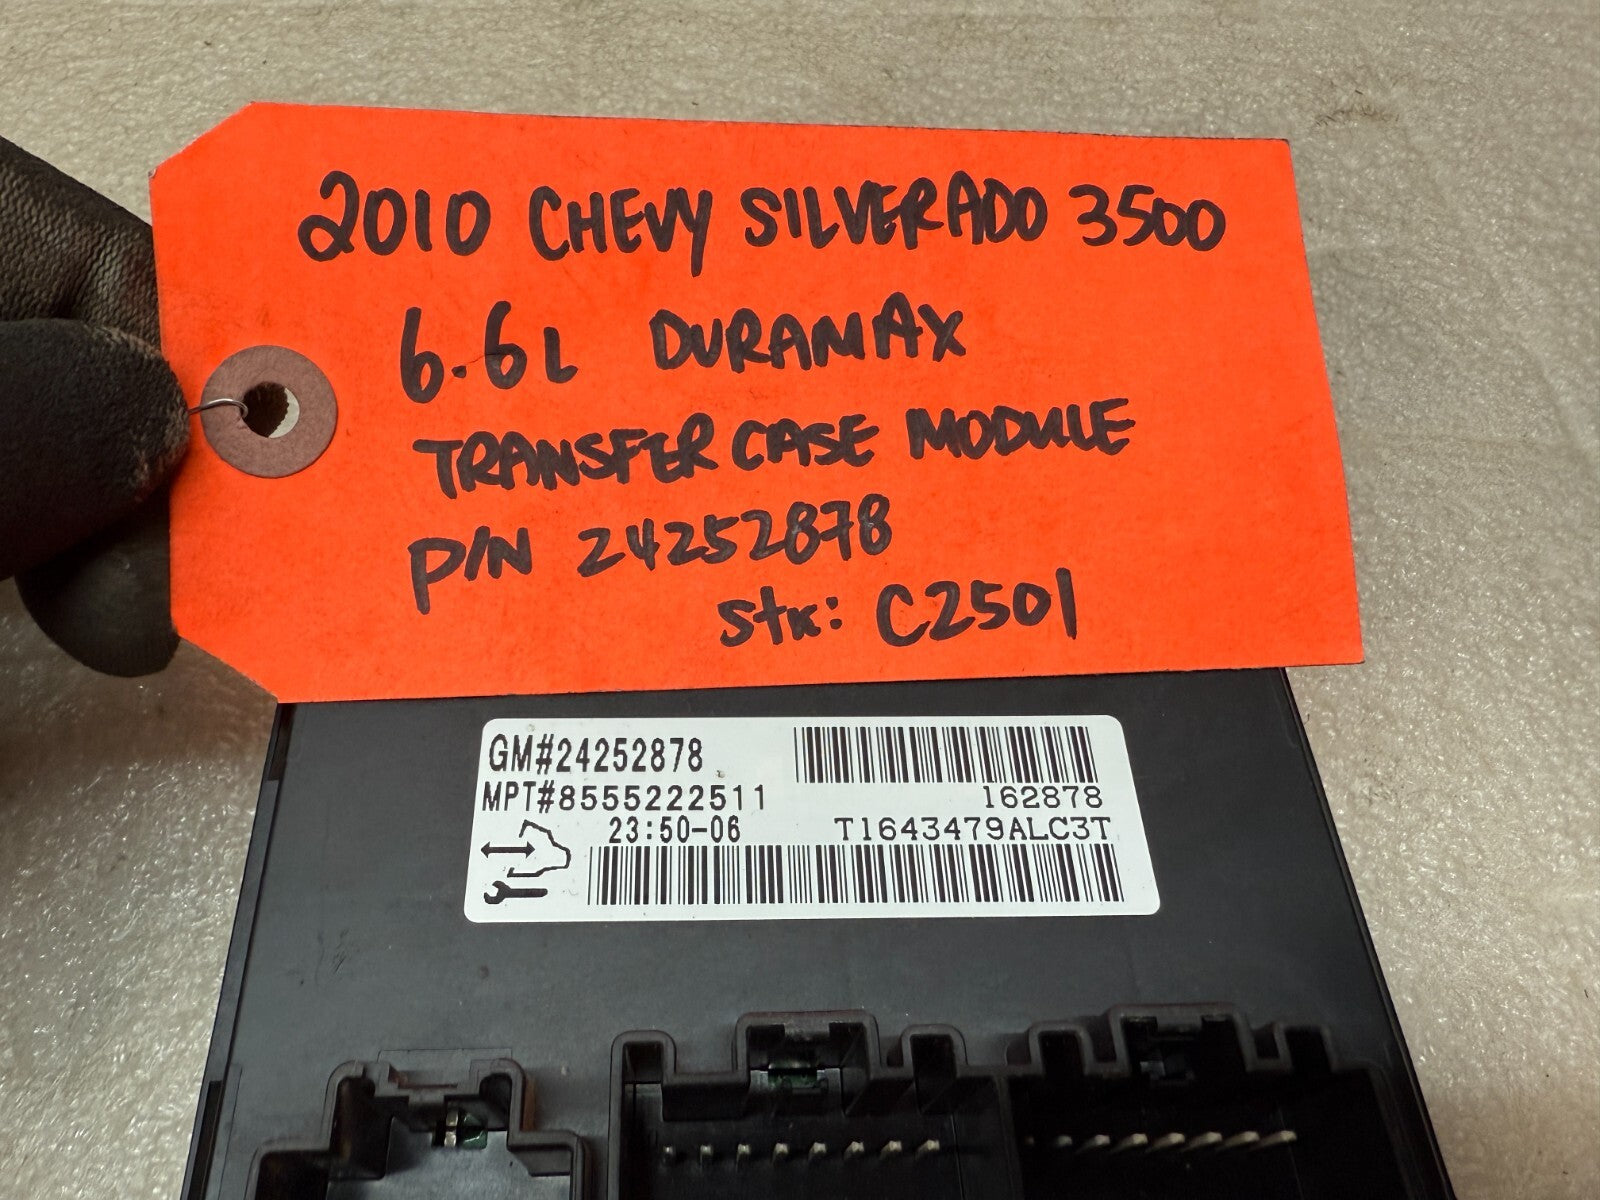 2010 CHEVY SILVERADO 3500
6.6L DURAMAX
TRANSFER CASE MODULE
P/N 24252878
Stk: C2501
GM#24252878
MPT#8555222511
162878
23:50-06
T1643479ALC3T